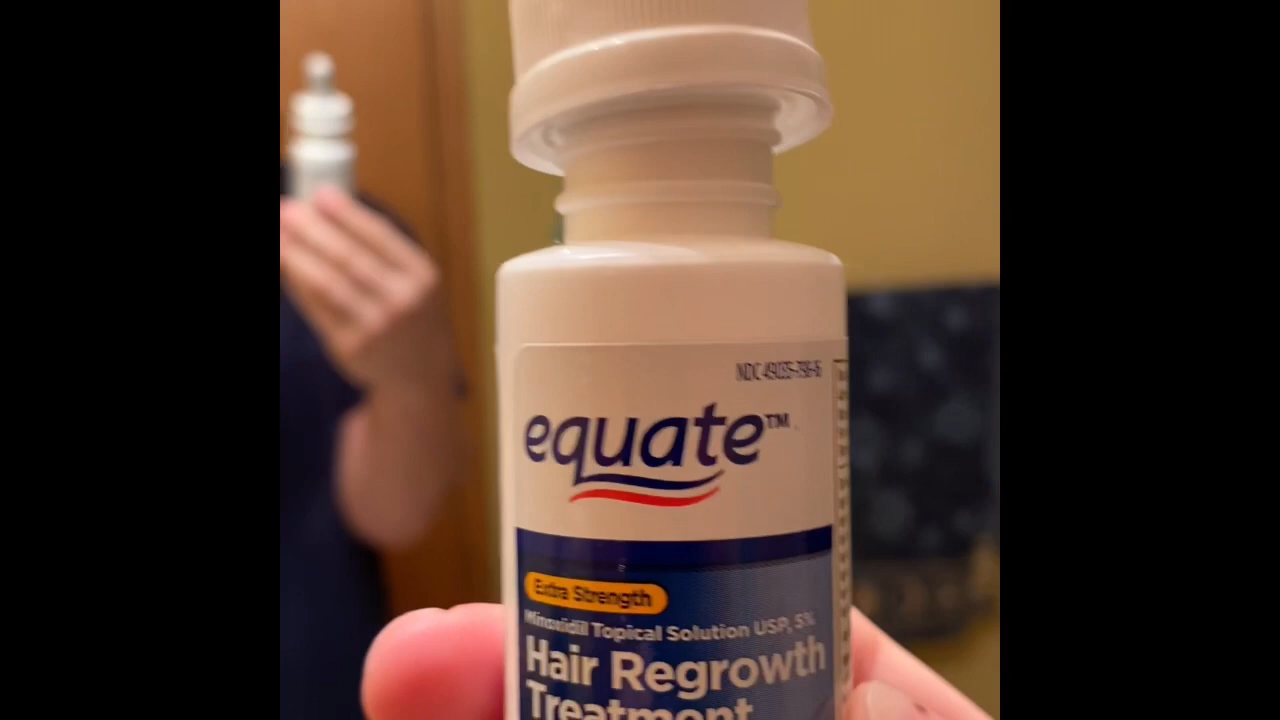 equate™
Extra Strength
Minoxidil Topical Solution USP, 5%
Hair Regrowth
Treatment